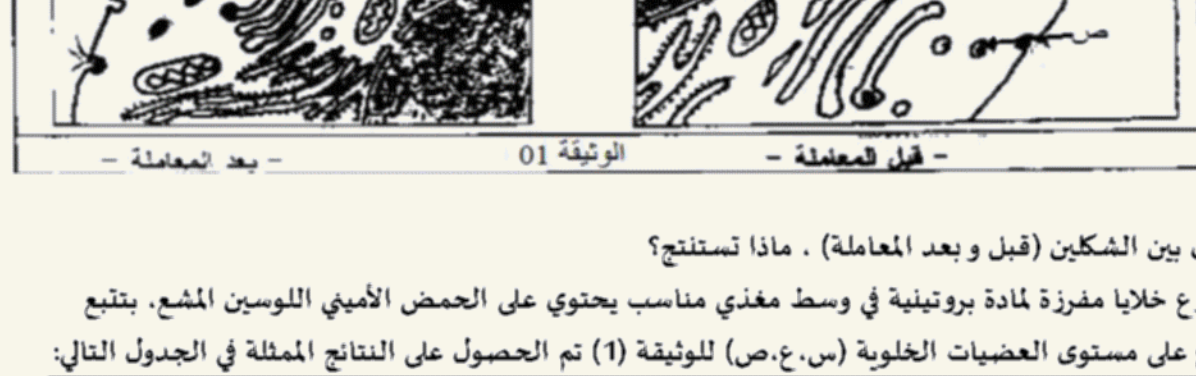 ص
- قبل للمعاملة - الوثيقة 01 - بعد المعاملة -
بين الشكلين (قبل و بعد المعاملة) . ماذا تستنتج؟
خلايا مفرزة لمادة بروتينية في وسط مغذي مناسب يحتوي على الحمض الأميني اللوسين المشع. بتتبع
على مستوى العضيات الخلوية (س.ع.ص) للوثيقة (1) تم الحصول على النتائج الممثلة في الجدول التالي: